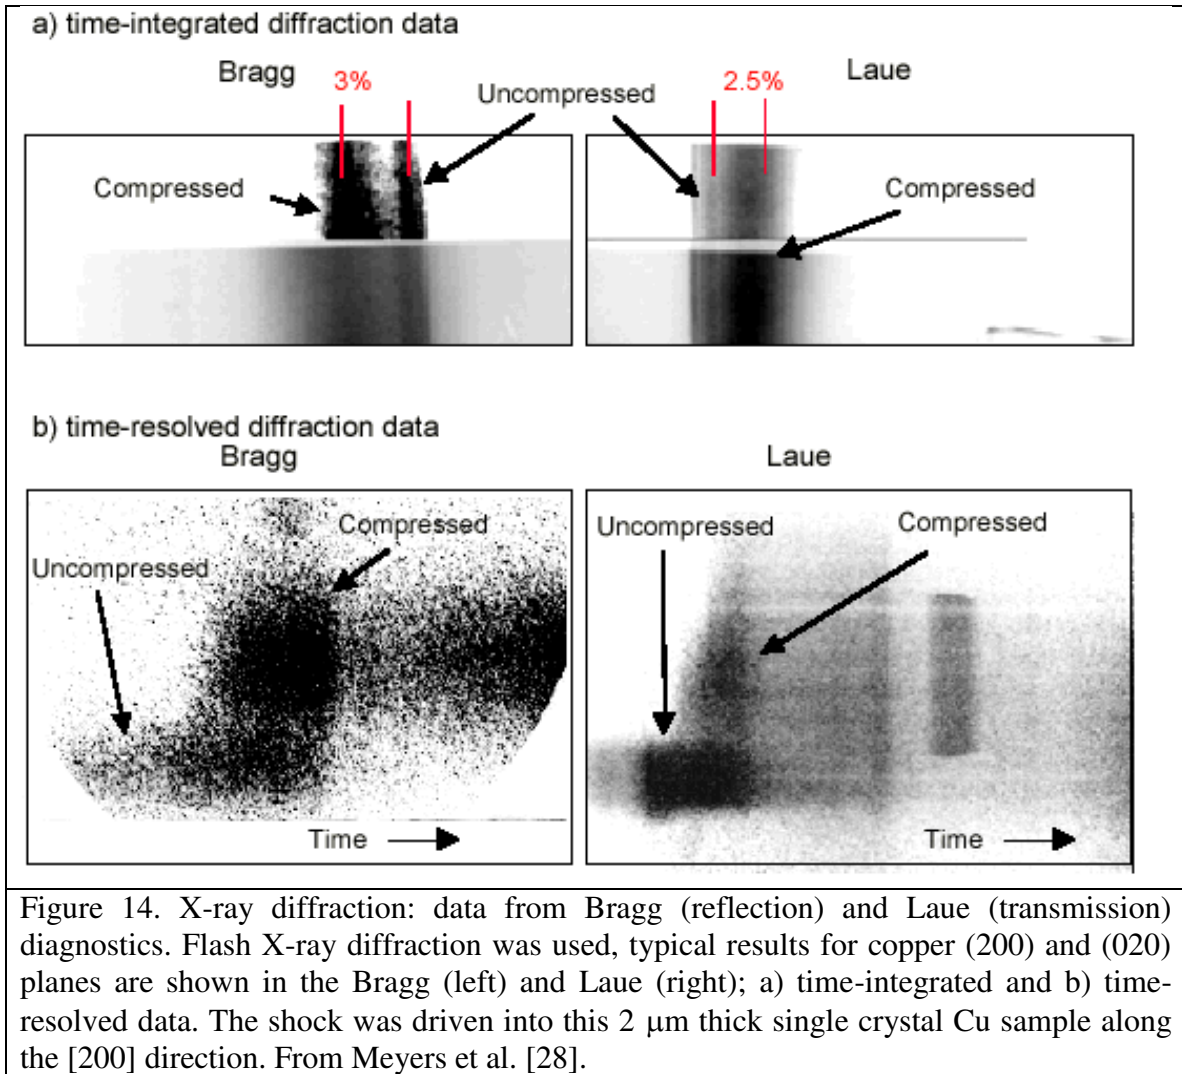 a) time-integrated diffraction data
Bragg
3%
Uncompressed
2.5%
Laue
Compressed
Compressed
b) time-resolved diffraction data
Bragg
Laue
Uncompressed
Compressed
Time
Uncompressed
Compressed
Time
Figure 14. X-ray diffraction: data from Bragg (reflection) and Laue (transmission)
diagnostics. Flash X-ray diffraction was used, typical results for copper (200) and (020)
planes are shown in the Bragg (left) and Laue (right); a) time-integrated and b) time-
resolved data. The shock was driven into this 2 μm thick single crystal Cu sample along
the [200] direction. From Meyers et al. [28].